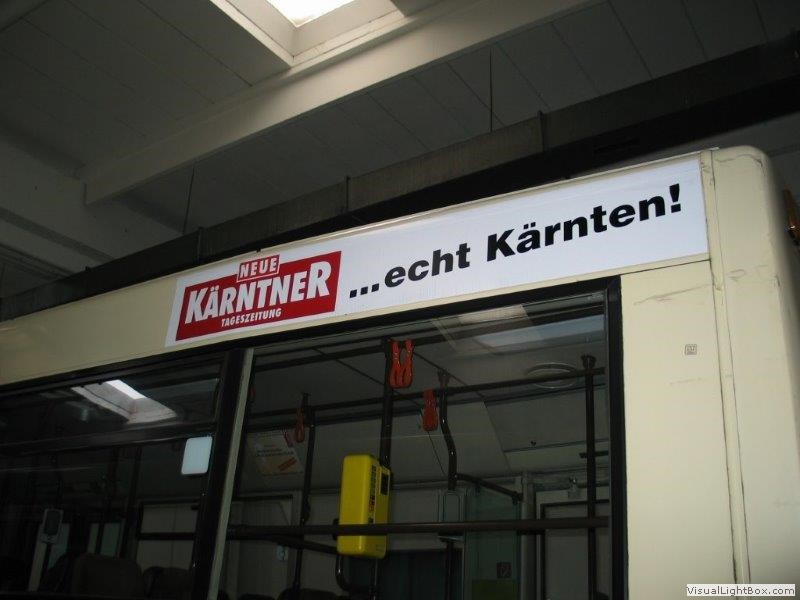 NEUE
KÄRNTNER
TAGESZEITUNG
...echt Kärnten!
VisualLightBox.com